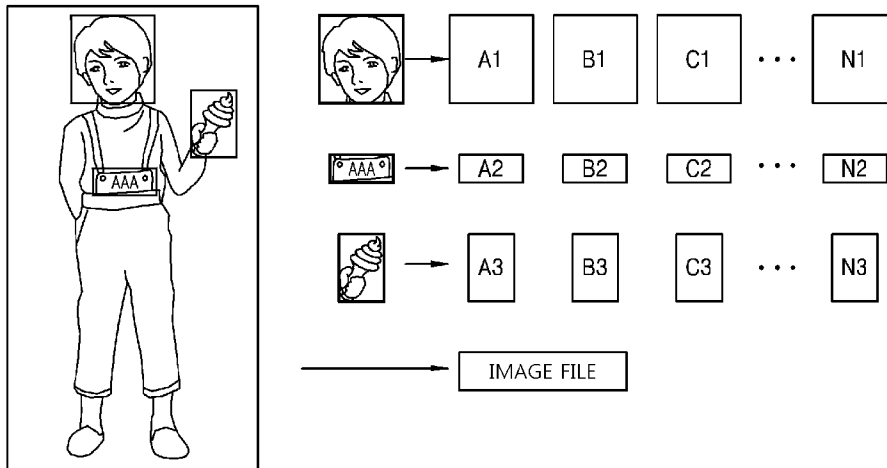 A1 B1 C1 ··· N1
AAA
AAA A2 B2 C2 ··· N2
A3 B3 C3 ··· N3
IMAGE FILE